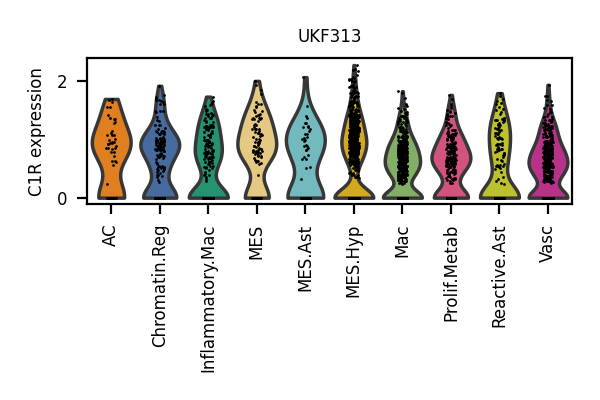 UKF313
C1R expression
2
0
AC
Chromatin.Reg
Inflammatory.Mac
MES
MES.Ast
MES.Hyp
Mac
Prolif.Metab
Reactive.Ast
Vasc